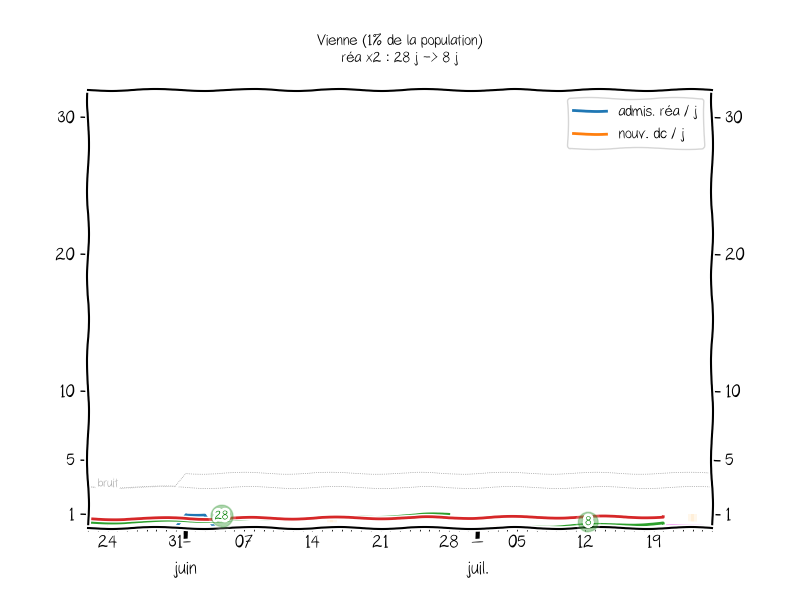 Vienne (1% de la population)
réa x2 : 28 j -> 8 j
admis. réa / j
nouv. dc / j
30
20
10
5
1
30
20
10
5
1
bruit
28
8
24 31 07 14 21 28 05 12 19
juin juil.